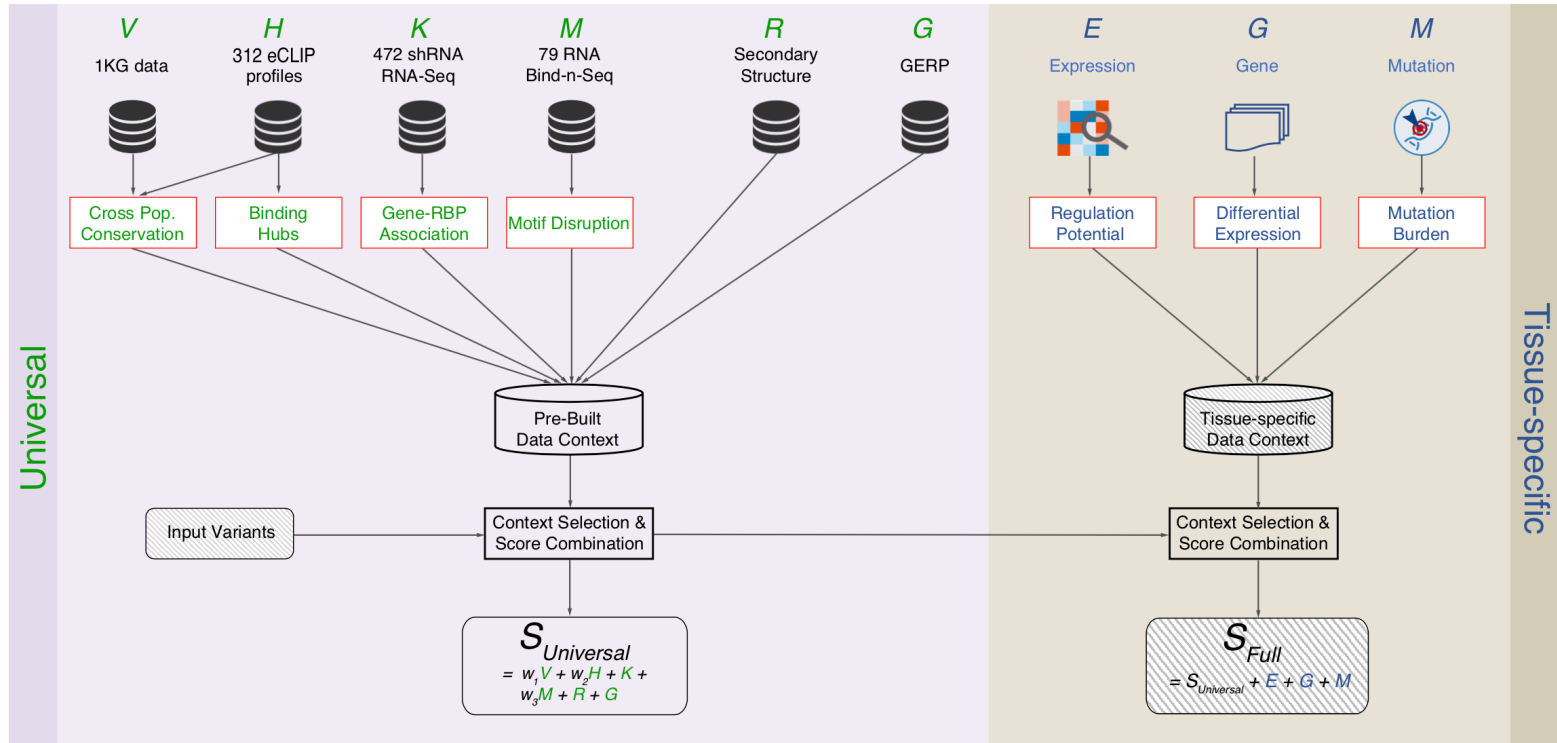 V
H
K
M
R
G
E
G
M
1KG data
312 eCLIP
profiles
472 shRNA
RNA-Seq
79 RNA
Bind-n-Seq
Secondary
Structure
GERP
Expression
Gene
Mutation
Cross Pop.
Conservation
Binding
Hubs
Gene-RBP
Association
Motif Disruption
Regulation
Potential
Differential
Expression
Mutation
Burden
Universal
Tissue-specific
Pre-Built
Data Context
Tissue-specific
Data Context
Input Variants
Context Selection &
Score Combination
Context Selection &
Score Combination
S Universal
= w1V + w2H + K +
w3M + R + G
S Full
= S Universal + E + G + M